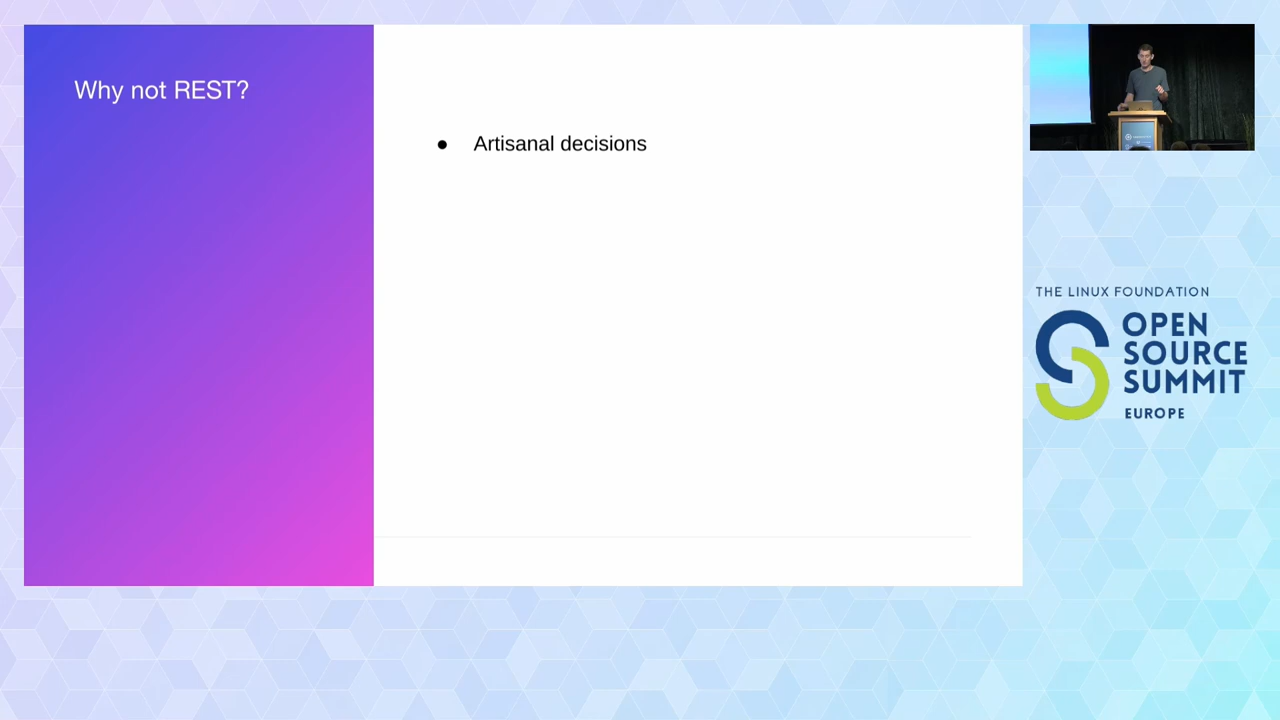 Why not REST?
● Artisanal decisions
THE LINUX FOUNDATION
OPEN
SOURCE
SUMMIT
EUROPE